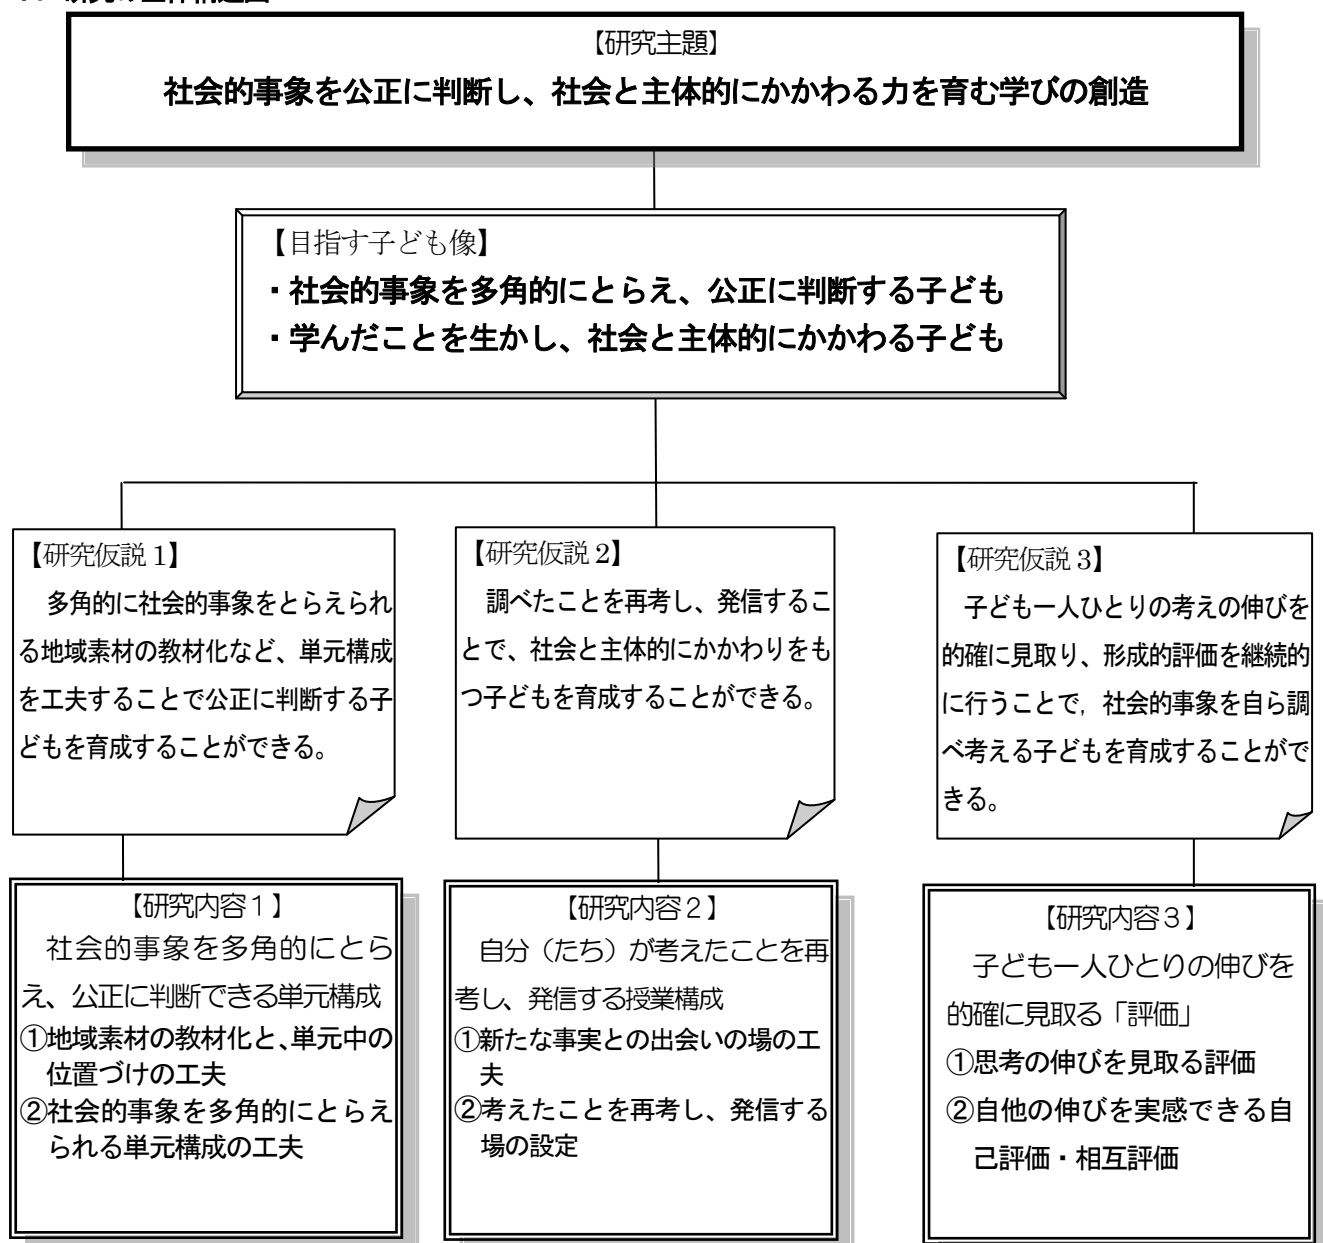 【研究主題】
社会的事象を公正に判断し、社会と主体的にかかわる力を育む学びの創造
【目指す子ども像】
・社会的事象を多角的にとらえ、公正に判断する子ども
・学んだことを生かし、社会と主体的にかかわる子ども
【研究仮説 1】
多角的に社会的事象をとらえられ
る地域素材の教材化など、単元構成
を工夫することで公正に判断する子
どもを育成することができる。
【研究仮説 2】
調べたことを再考し、発信するこ
とで、社会と主体的にかかわりをも
つ子どもを育成することができる。
【研究仮説 3】
子ども一人ひとりの考えの伸びを
的確に見取り、形成的評価を継続的
に行うことで，社会的事象を自ら調
べ考える子どもを育成することがで
きる。
【研究内容１】
社会的事象を多角的にとら
え、公正に判断できる単元構成
①地域素材の教材化と、単元中の
位置づけの工夫
②社会的事象を多角的にとらえ
られる単元構成の工夫
【研究内容２】
自分（たち）が考えたことを再
考し、発信する授業構成
①新たな事実との出会いの場の工
夫
②考えたことを再考し、発信する
場の設定
【研究内容３】
子ども一人ひとりの伸びを
的確に見取る「評価」
①思考の伸びを見取る評価
②自他の伸びを実感できる自
己評価・相互評価